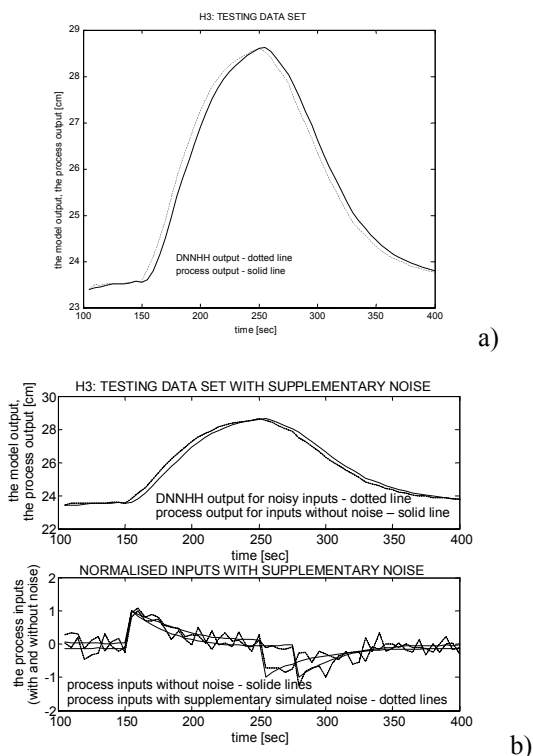 H3: TESTING DATA SET
29
28
27
26
25
24
23
the model output, the process output [cm]
DNNHH output - dotted line
process output - solid line
100
150
200
250
300
350
400
time [sec]
a)
H3: TESTING DATA SET WITH SUPPLEMENTARY NOISE
30
28
26
24
22
the model output,
the process output [cm]
DNNHH output for noisy inputs - dotted line
process output for inputs without noise – solid line
100
150
200
250
300
350
400
time [sec]
NORMALISED INPUTS WITH SUPPLEMENTARY NOISE
2
1
0
-1
-2
the process inputs
(with and without noise)
process inputs without noise - solide lines
process inputs with supplementary simulated noise - dotted lines
100
150
200
250
300
350
400
time [sec]
b)